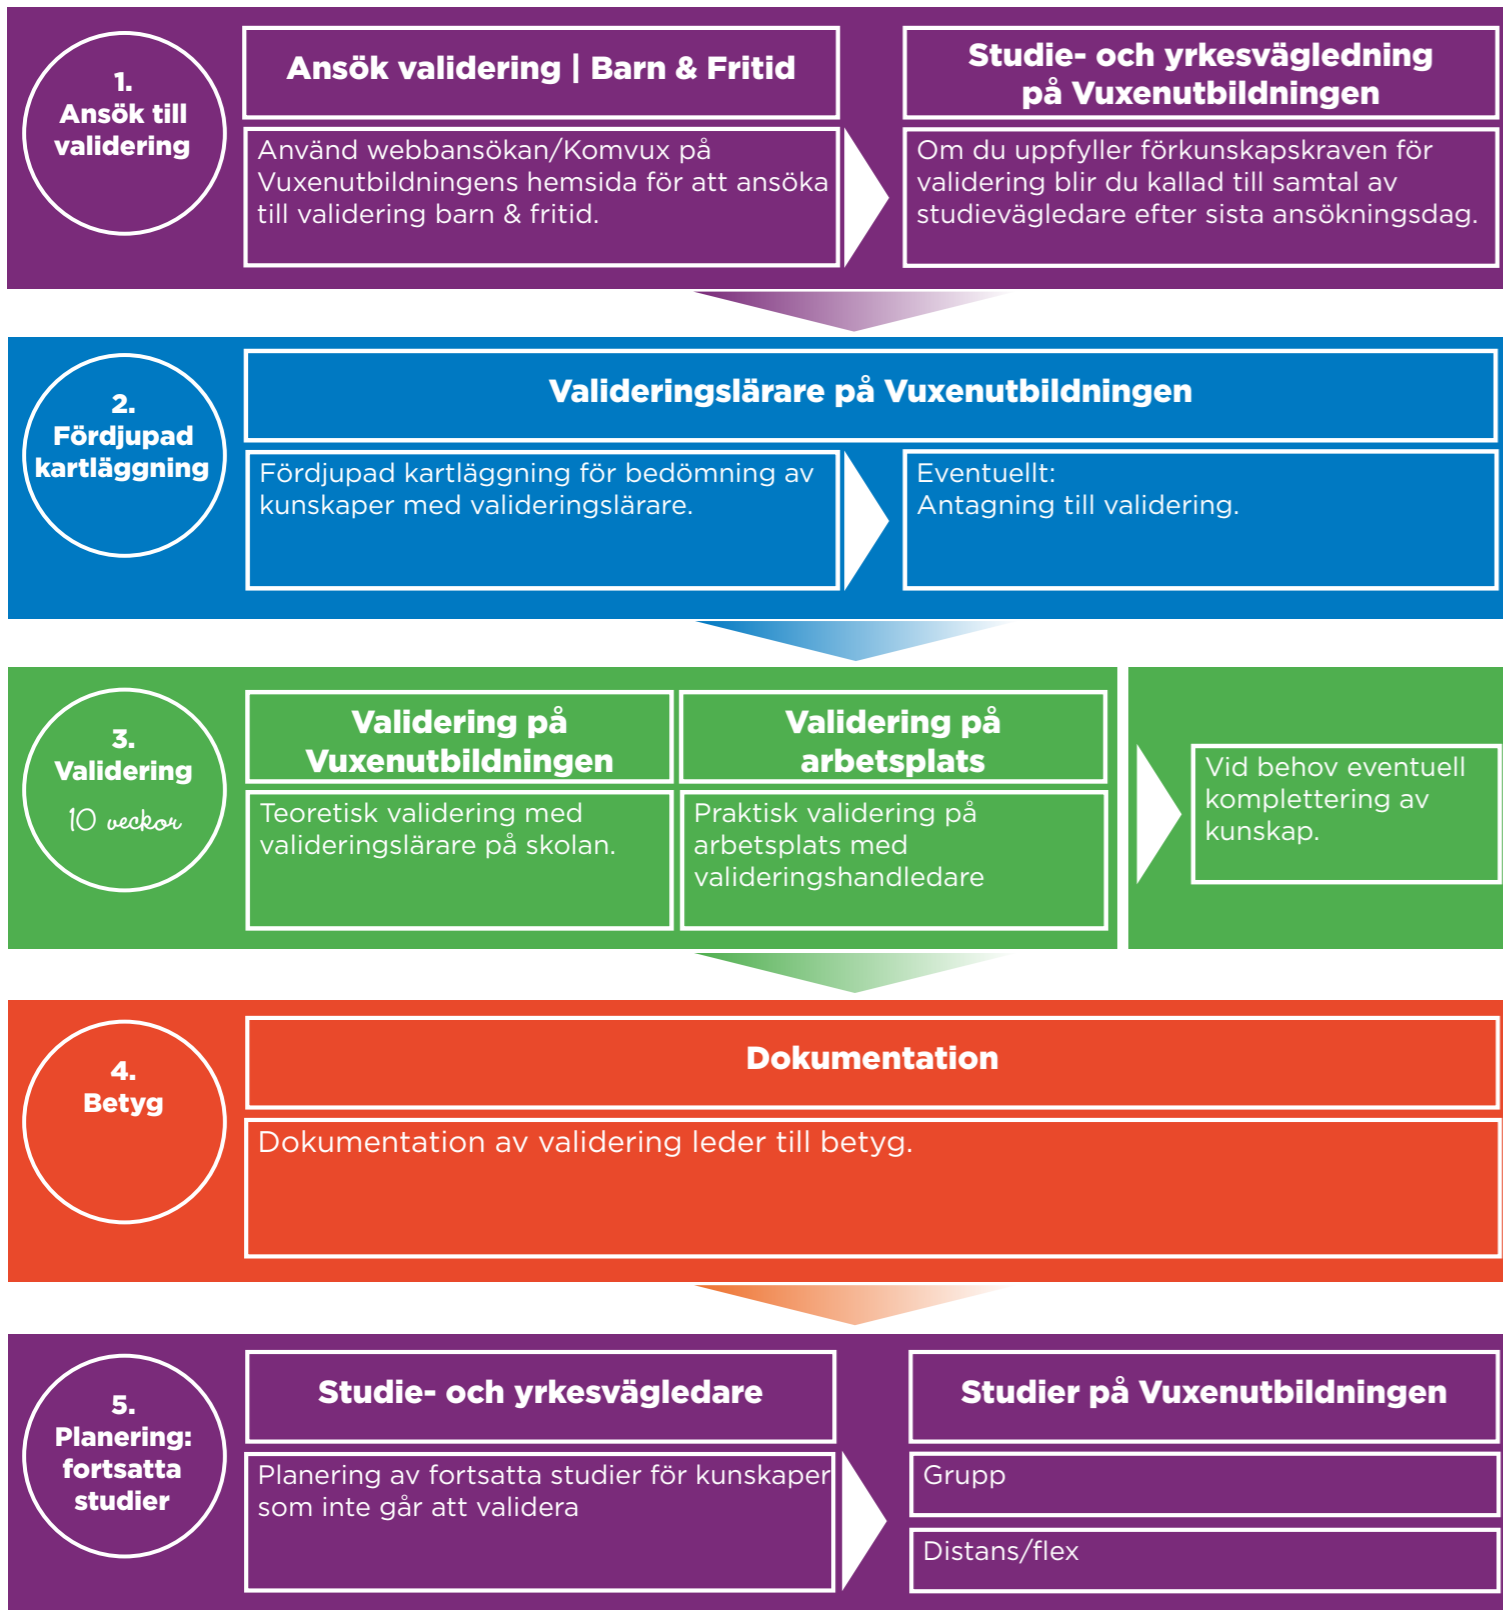 1.
Ansök till
validering
Ansök validering | Barn & Fritid
Använd webbansökan/Komvux på
Vuxenutbildningens hemsida för att ansöka
till validering barn & fritid.
Studie- och yrkesvägledning
på Vuxenutbildningen
Om du uppfyller förkunskapskraven för
validering blir du kallad till samtal av
studievägledare efter sista ansökningsdag.
2.
Fördjupad
kartläggning
Valideringslärare på Vuxenutbildningen
Fördjupad kartläggning för bedömning av
kunskaper med valideringslärare.
Eventuellt:
Antagning till validering.
3.
Validering
10 veckor
Validering på
Vuxenutbildningen
Teoretisk validering med
valideringslärare på skolan.
Validering på
arbetsplats
Praktisk validering på
arbetsplats med
valideringshandledare
Vid behov eventuell
komplettering av
kunskap.
4.
Betyg
Dokumentation
Dokumentation av validering leder till betyg.
5.
Planering:
fortsatta
studier
Studie- och yrkesvägledare
Planering av fortsatta studier för kunskaper
som inte går att validera
Studier på Vuxenutbildningen
Grupp
Distans/flex